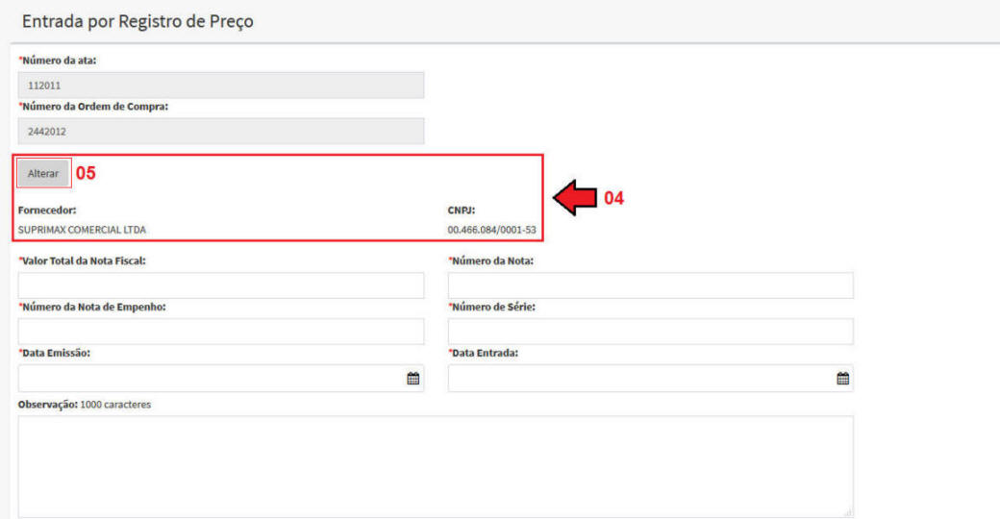 Entrada por Registro de Preço
*Número da ata:
112011
*Número da Ordem de Compra:
2442012
Alterar 05
04
Fornecedor: CNPJ:
SUPRIMAX COMERCIAL LTDA 00.466.084/0001-53
*Valor Total da Nota Fiscal: *Número da Nota:
*Número da Nota de Empenho: *Número de Série:
*Data Emissão: *Data Entrada:
Observação: 1000 caracteres